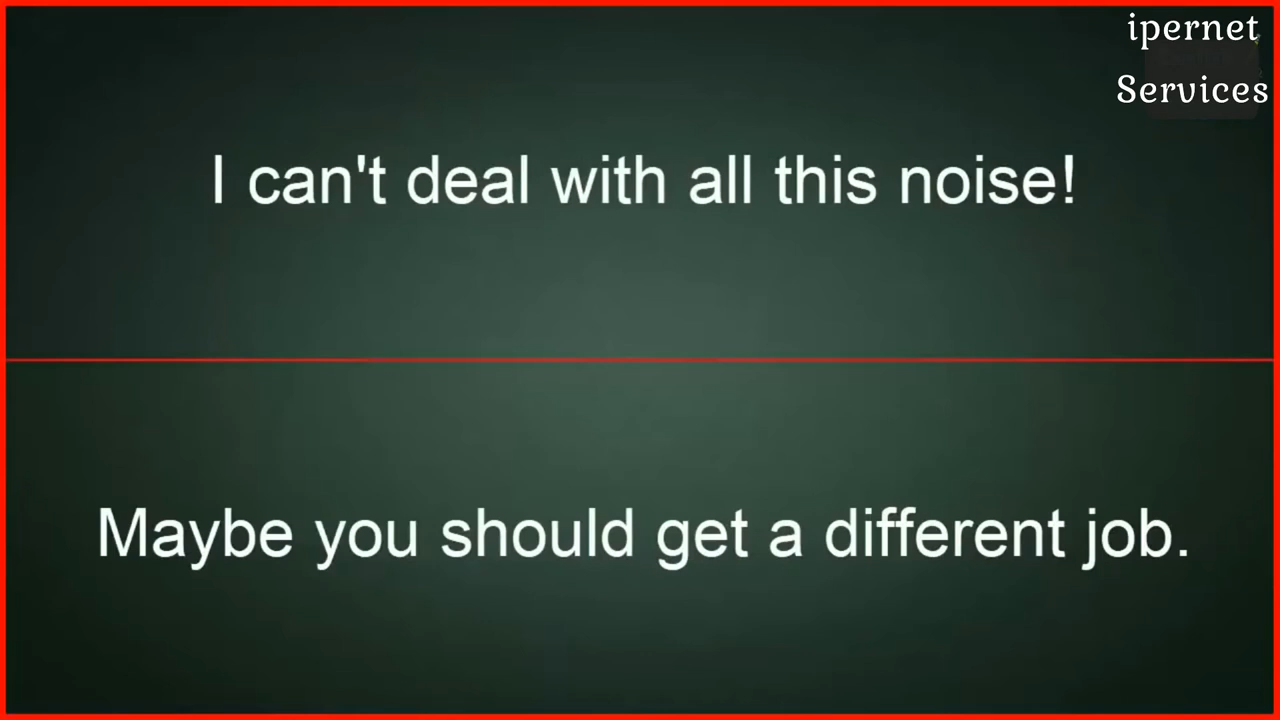 ipernet
Services
I can't deal with all this noise!
Maybe you should get a different job.